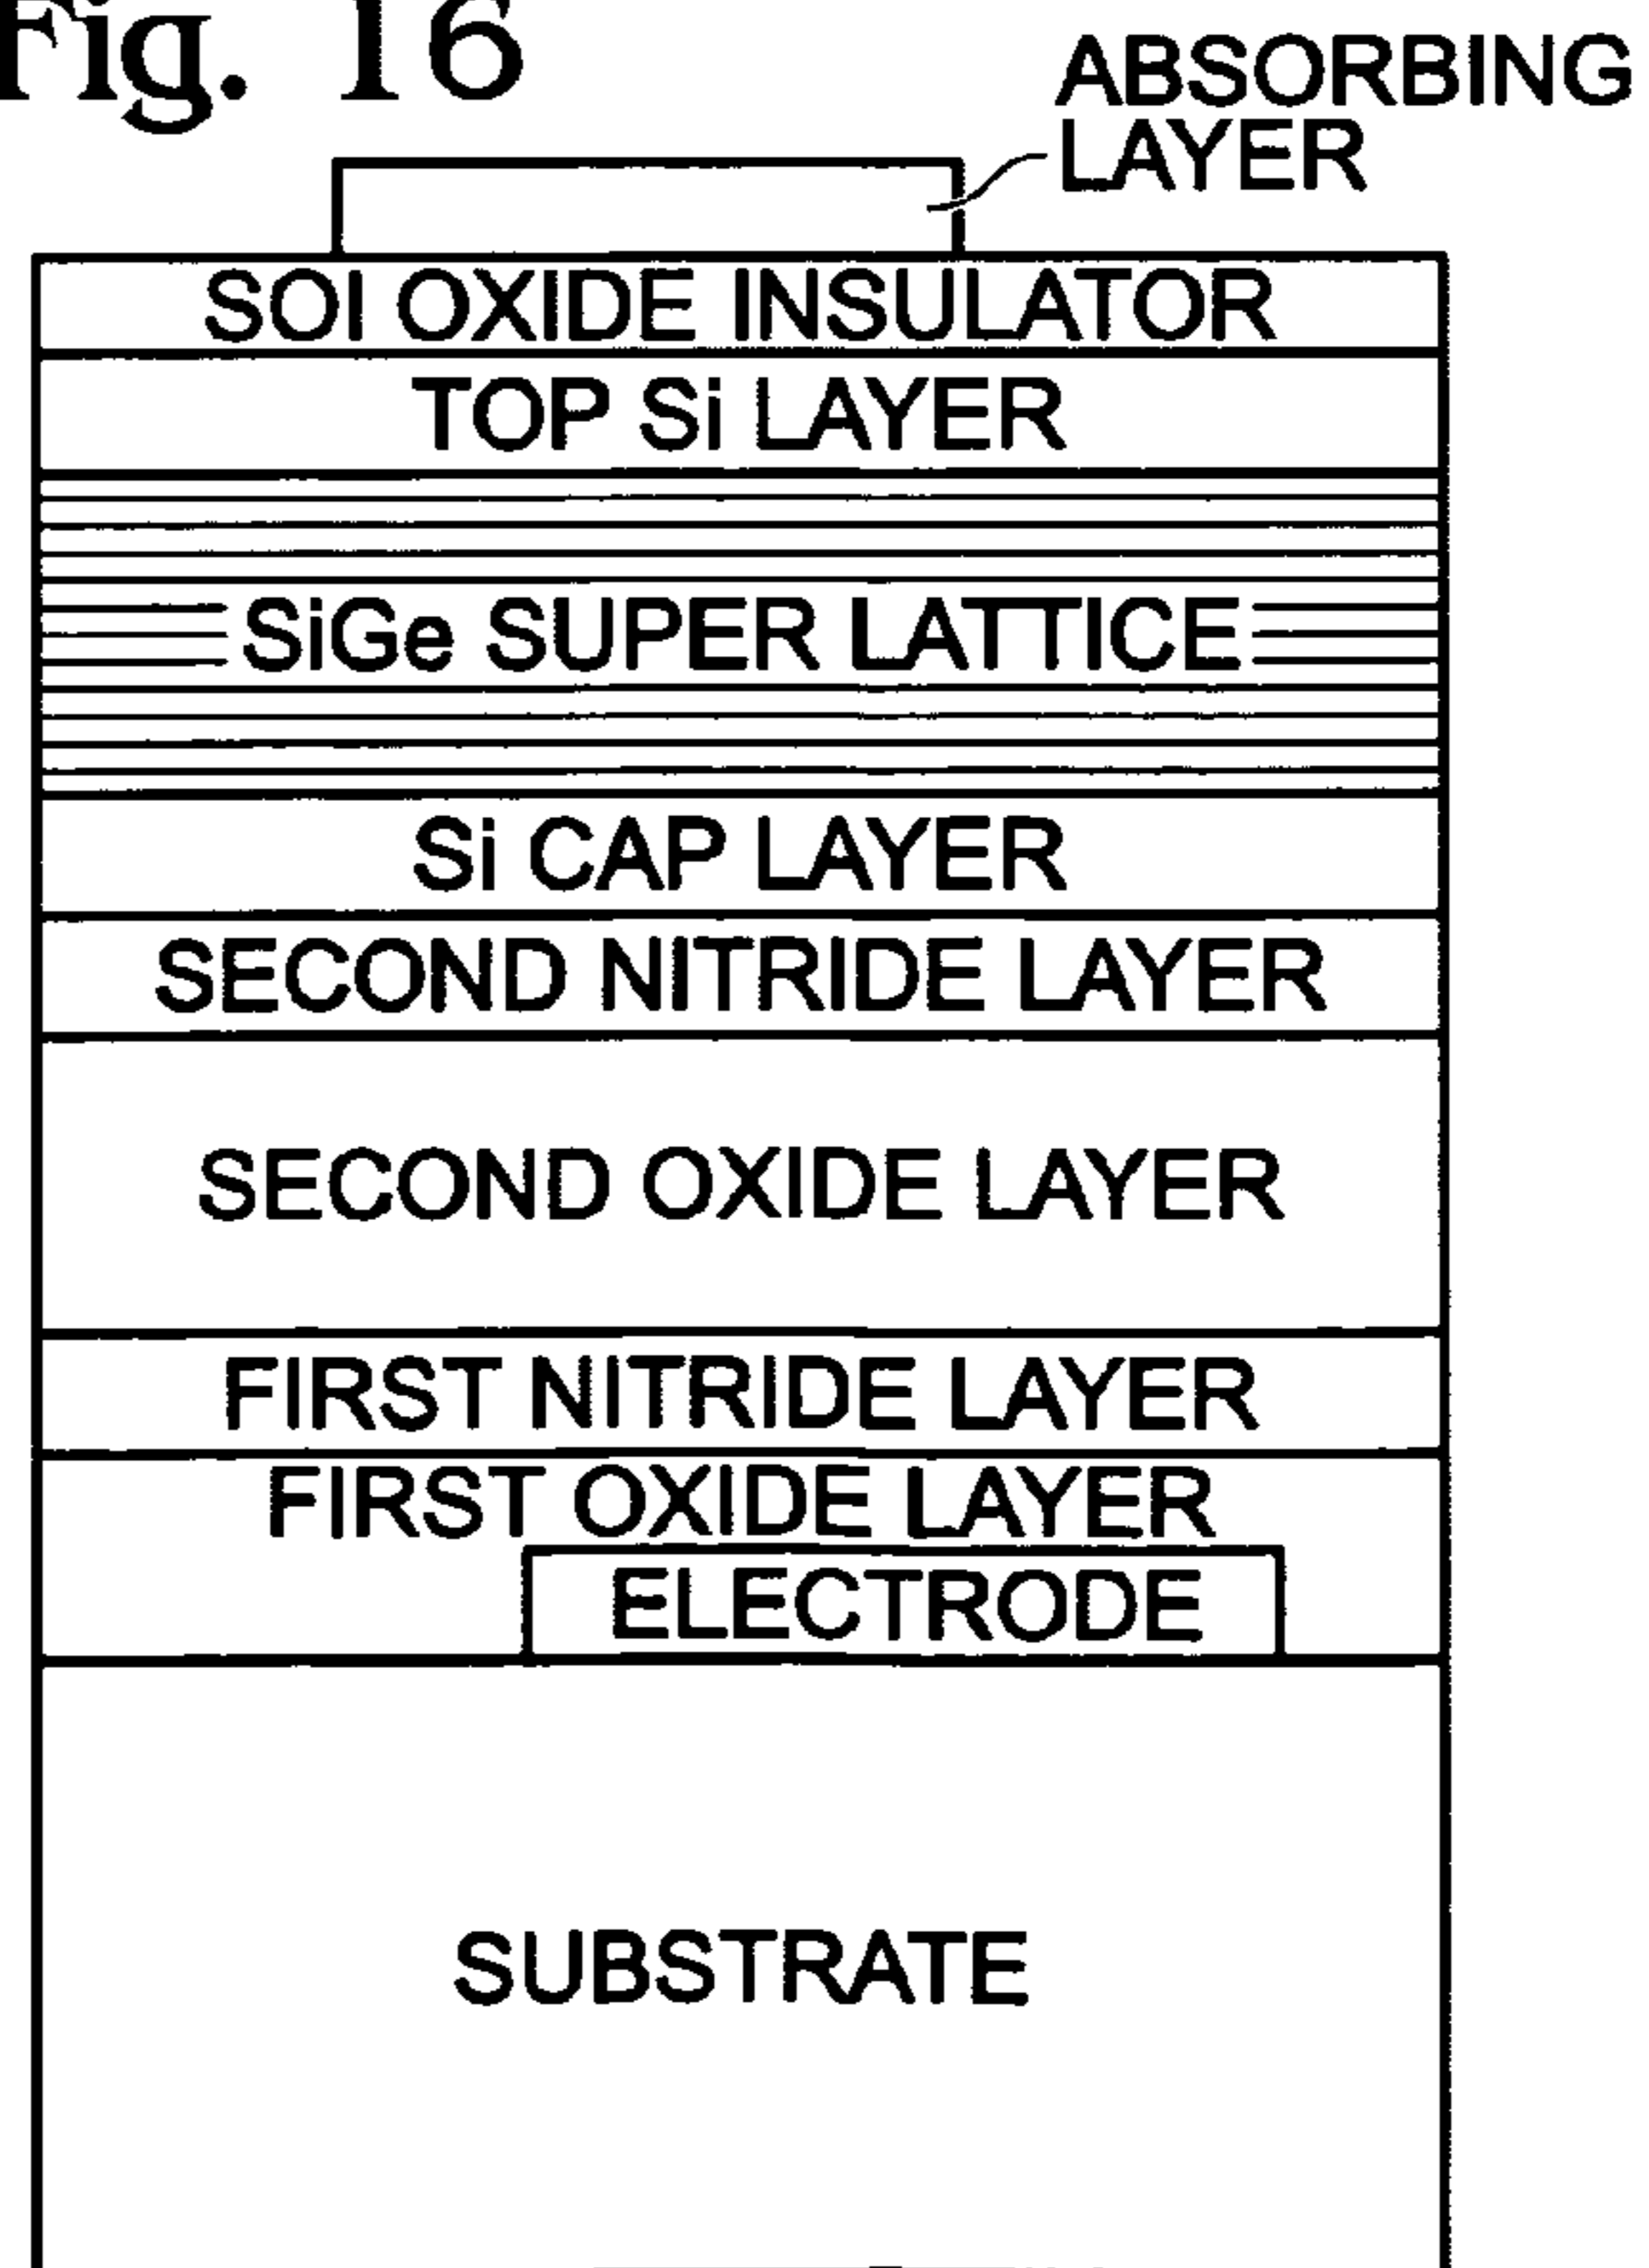 Fig. 16
ABSORBING
LAYER
SOI OXIDE INSULATOR
TOP Si LAYER
SiGe SUPER LATTICE
Si CAP LAYER
SECOND NITRIDE LAYER
SECOND OXIDE LAYER
FIRST NITRIDE LAYER
FIRST OXIDE LAYER
ELECTRODE
SUBSTRATE